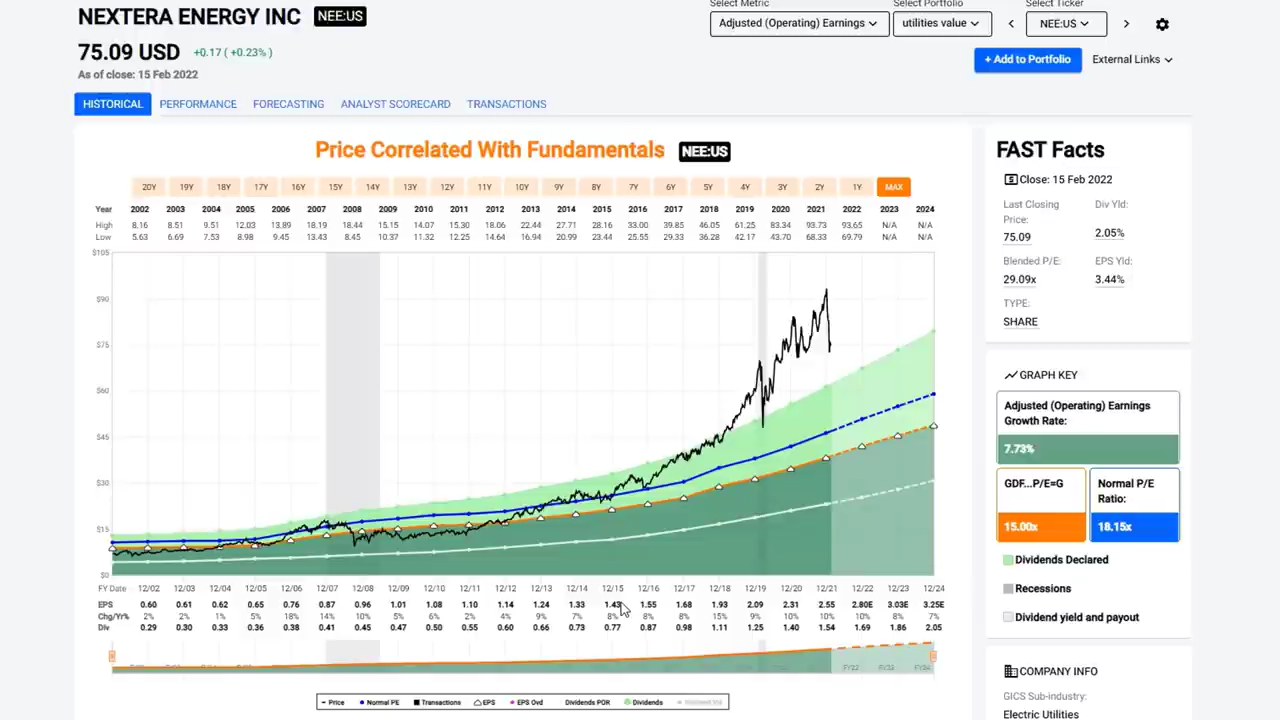 NEXTERA ENERGY INC NEE:US
Select Metric Select Portfolio Select Ticker
Adjusted (Operating) Earnings utilities value NEE:US
75.09 USD +0.17 ( +0.23% )
As of close: 15 Feb 2022
+ Add to Portfolio External Links
HISTORICAL PERFORMANCE FORECASTING ANALYST SCORECARD TRANSACTIONS
Price Correlated With Fundamentals NEE:US
20Y 19Y 18Y 17Y 16Y 15Y 14Y 13Y 12Y 11Y 10Y 9Y 8Y 7Y 6Y 5Y 4Y 3Y 2Y 1Y MAX
Year 2002 2003 2004 2005 2006 2007 2008 2009 2010 2011 2012 2013 2014 2015 2016 2017 2018 2019 2020 2021 2022 2023 2024
High 8.16 8.51 9.51 12.03 13.89 18.19 18.44 15.15 14.07 15.30 18.06 22.44 27.71 28.16 33.00 39.85 46.05 61.25 83.34 93.73 93.65 N/A N/A
Low 5.63 6.69 7.53 8.98 9.45 13.43 8.45 10.37 11.32 12.25 14.64 16.94 20.99 23.44 25.55 29.33 36.28 42.17 43.70 68.33 69.79 N/A N/A
$105
$90
$75
$60
$45
$30
$15
$0
FY Date 12/02 12/03 12/04 12/05 12/06 12/07 12/08 12/09 12/10 12/11 12/12 12/13 12/14 12/15 12/16 12/17 12/18 12/19 12/20 12/21 12/22 12/23 12/24
EPS 0.60 0.61 0.62 0.65 0.76 0.87 0.96 1.01 1.08 1.10 1.14 1.24 1.33 1.43 1.55 1.68 1.93 2.09 2.31 2.55 2.80E 3.03E 3.25E
Chg/Yr% 2% 2% 1% 5% 18% 14% 10% 5% 6% 2% 4% 9% 7% 8% 8% 8% 15% 9% 10% 10% 10% 8% 7%
Div 0.29 0.30 0.33 0.36 0.38 0.41 0.45 0.47 0.50 0.55 0.60 0.66 0.73 0.77 0.87 0.98 1.11 1.25 1.40 1.54 1.69 1.86 2.05
FY22 FY23 FY24
Price Normal PE Transactions EPS EPS Ovd Dividends POR Dividends
FAST Facts
Close: 15 Feb 2022
Last Closing Price: Div Yld:
75.09 2.05%
Blended P/E: EPS Yld:
29.09x 3.44%
TYPE:
SHARE
GRAPH KEY
Adjusted (Operating) Earnings
Growth Rate:
7.73%
GDF...P/E=G Normal P/E
Ratio:
15.00x 18.15x
Dividends Declared
Recessions
Dividend yield and payout
COMPANY INFO
GICS Sub-industry:
Electric Utilities